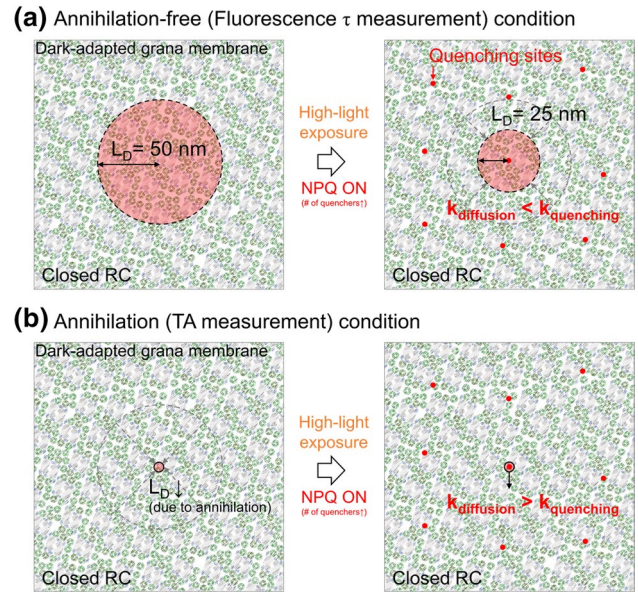 (a) Annihilation-free (Fluorescence τ measurement) condition
Dark-adapted grana membrane
L_D = 50 nm
Closed RC
High-light
exposure
NPQ ON
(# of quenchers↑)
Quenching sites
L_D = 25 nm
k_diffusion < k_quenching
Closed RC
(b) Annihilation (TA measurement) condition
Dark-adapted grana membrane
L_D ↓
(due to annihilation)
Closed RC
High-light
exposure
NPQ ON
(# of quenchers↑)
k_diffusion > k_quenching
Closed RC